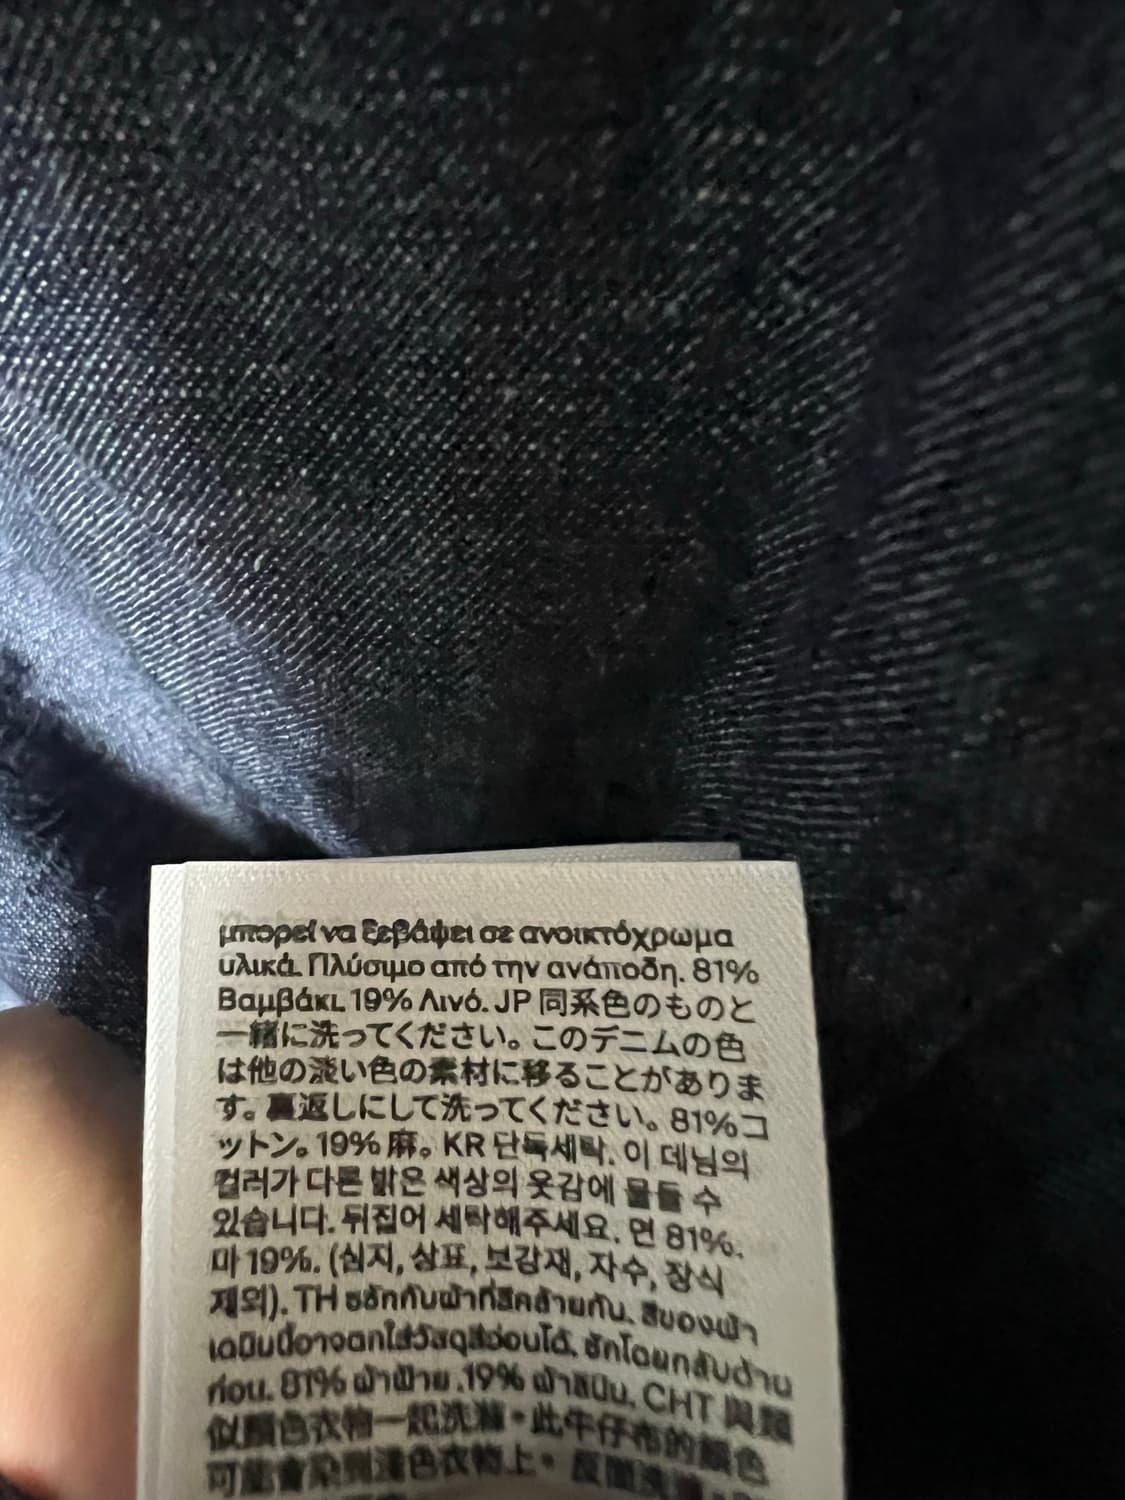 μπορεί να ξεβάψει σε ανοικτόχρωμα
υλικά. Πλύσιμο από την ανάποδη. 81%
Βαμβάκι. 19% Λινό. JP 同系色のものと
一緒に洗ってください。このデニムの色
は他の淡い色の素材に移ることがありま
す。裏返しにして洗ってください。81%コ
ットン。19% 麻。KR 단독세탁. 이 데님의
컬러가 다른 밝은 색상의 옷감에 물들 수
있습니다. 뒤집어 세탁해주세요. 면 81%.
마 19%. (심지, 상표, 보강재, 자수, 장식
제외). TH ซักกับผ้าที่สีคล้ายกัน. สีของผ้า
เดนิมนี้อาจตกใส่วัสดุสีอ่อนได้. ซักโดยกลับด้าน
ก่อน. 81% ผ้าฝ้าย .19% ผ้าลินิน. CHT 與類
似顏色衣物一起洗滌。此牛仔布的顏色
可能會染到淺色衣物上。反面洗